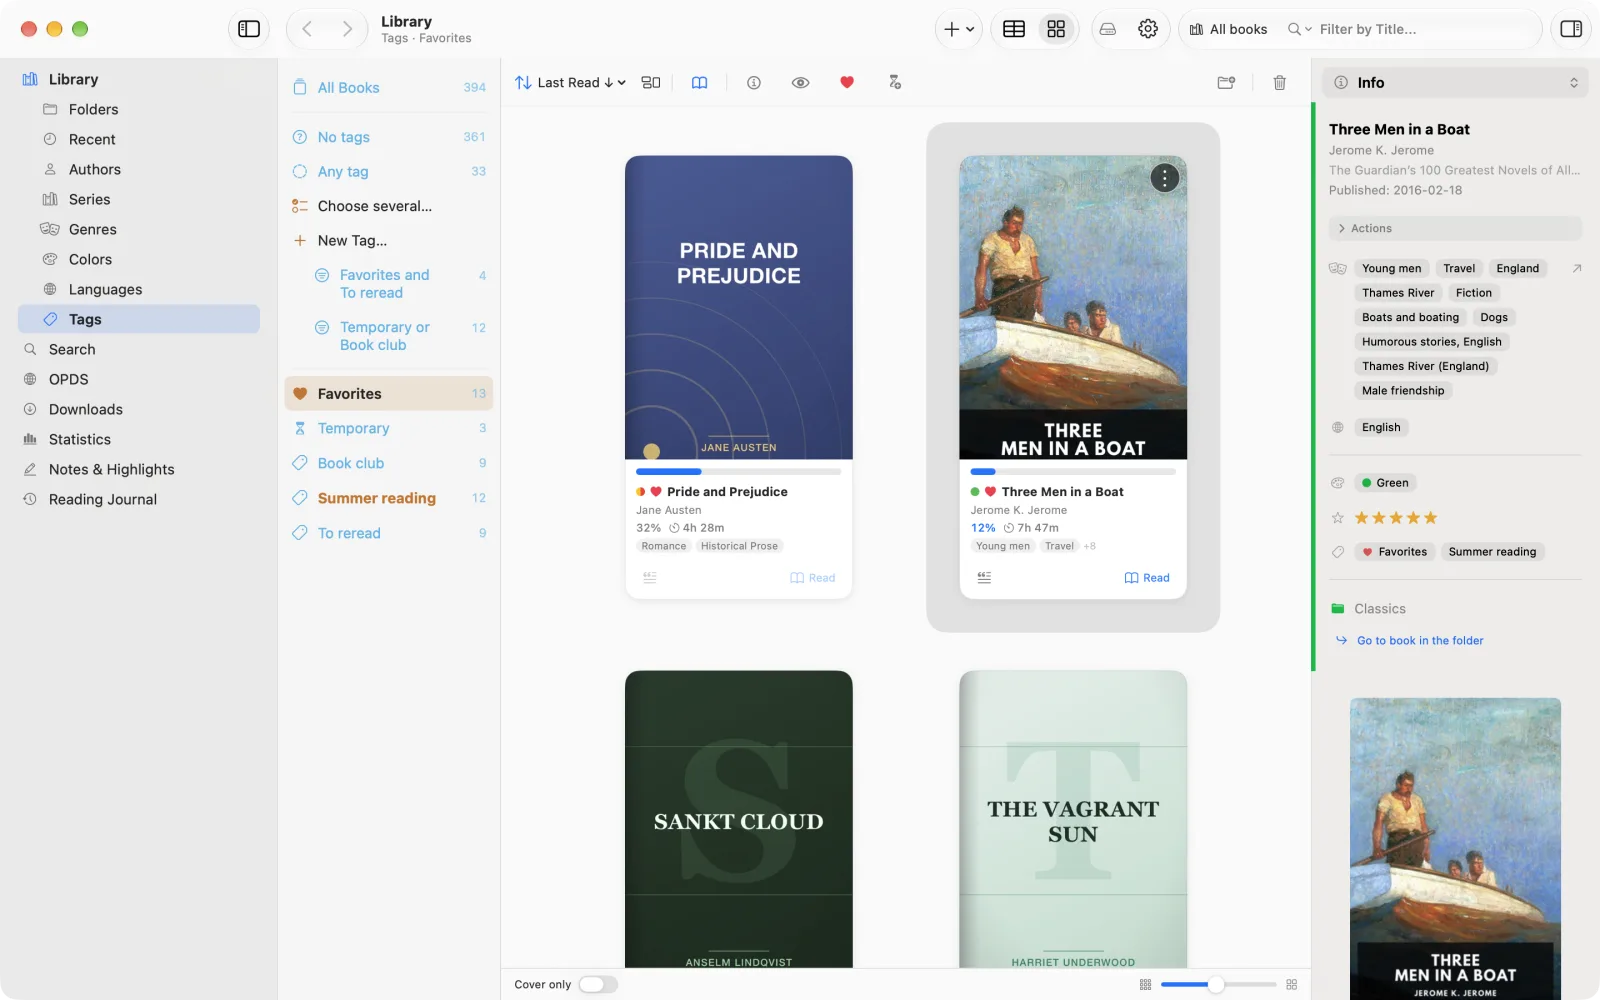 Library
Tags · Favorites
All books
Filter by Title...
Library
Folders
Recent
Authors
Series
Genres
Colors
Languages
Tags
Search
OPDS
Downloads
Statistics
Notes & Highlights
Reading Journal
All Books 394
No tags 361
Any tag 33
Choose several...
New Tag...
Favorites and 4
To reread
Temporary or 12
Book club
Favorites 13
Temporary 3
Book club 9
Summer reading 12
To reread 9
Last Read
PRIDE AND
PREJUDICE
JANE AUSTEN
Pride and Prejudice
Jane Austen
32% 4h 28m
Romance Historical Prose
Read
THREE
MEN IN A BOAT
Three Men in a Boat
Jerome K. Jerome
12% 7h 47m
Young men Travel +8
Read
S
SANKT CLOUD
ANSELM LINDQVIST
T
THE VAGRANT
SUN
HARRIET UNDERWOOD
Cover only
Info
Three Men in a Boat
Jerome K. Jerome
The Guardian's 100 Greatest Novels of All...
Published: 2016-02-18
Actions
Young men Travel England
Thames River Fiction
Boats and boating Dogs
Humorous stories, English
Thames River (England)
Male friendship
English
Green
Favorites Summer reading
Classics
Go to book in the folder
THREE
MEN IN A BOAT
JEROME K. JEROME